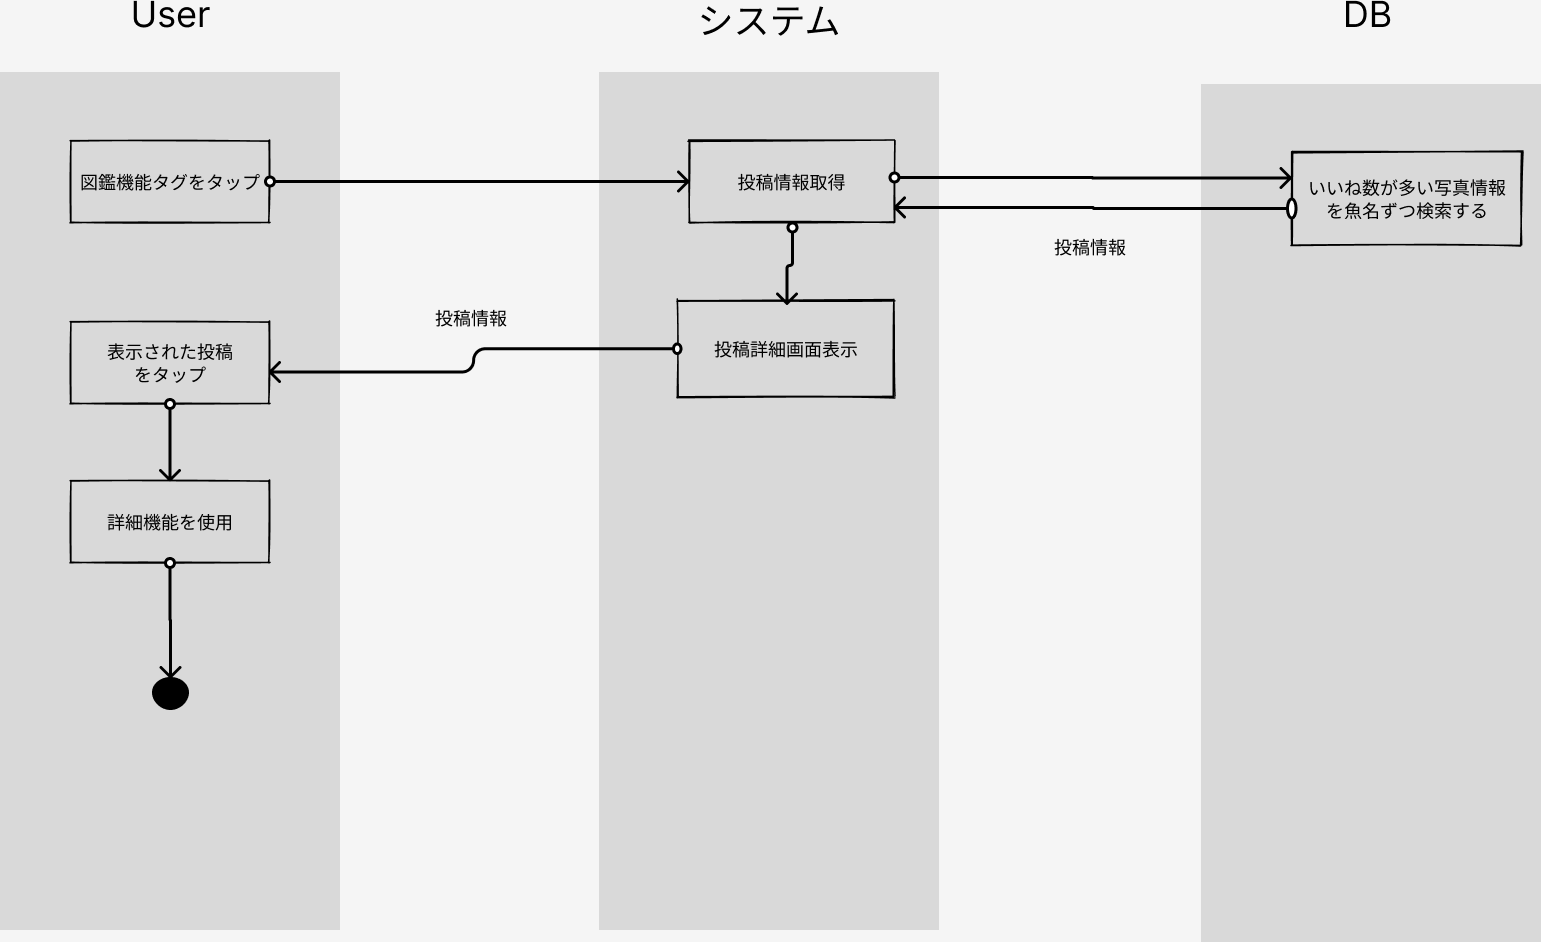 User
システム
DB
図鑑機能タグをタップ
投稿情報取得
いいね数が多い写真情報
を魚名ずつ検索する
投稿情報
投稿情報
表示された投稿
をタップ
投稿詳細画面表示
詳細機能を使用